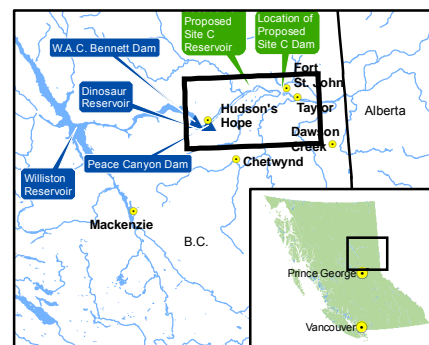 W.A.C. Bennett Dam
Proposed
Site C
Reservoir
Location of
Proposed
Site C Dam
Dinosaur
Reservoir
Fort
St. John
Taylor
Alberta
Hudson's
Hope
Dawson
Creek
Peace Canyon Dam
Chetwynd
Williston
Reservoir
Mackenzie
B.C.
Prince George
Vancouver